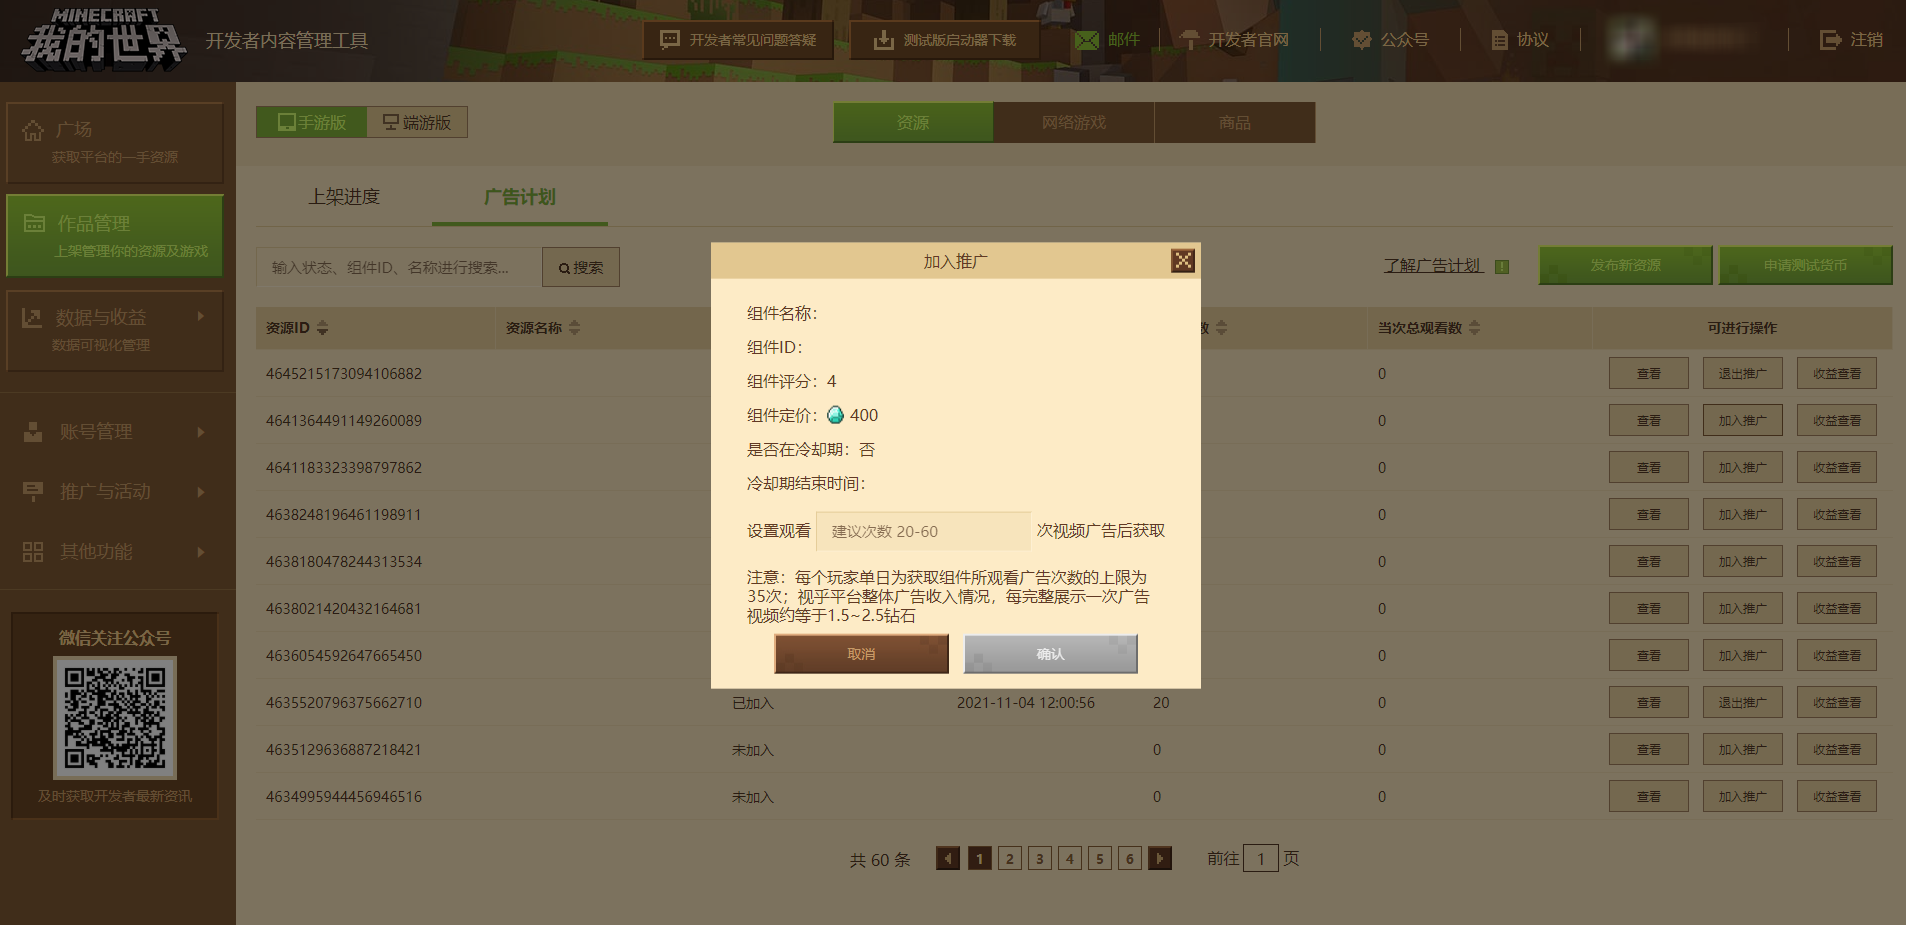 MINECRAFT
我的世界
开发者内容管理工具
开发者常见问题答疑
测试版启动器下载
邮件
开发者官网
公众号
协议
注销
广场
获取平台的一手资源
作品管理
上架管理你的资源及游戏
数据与收益
数据可视化管理
账号管理
推广与活动
其他功能
微信关注公众号
及时获取开发者最新资讯
手游版
端游版
资源
网络游戏
商品
上架进度
广告计划
输入状态、组件ID、名称进行搜索...
搜索
了解广告计划
发布新资源
申请测试货币
资源ID 资源名称 数 当次总观看数 可进行操作
4645215173094106882 0 查看 退出推广 收益查看
4641364491149260089 0 查看 加入推广 收益查看
4641183323398797862 0 查看 加入推广 收益查看
4638248196461198911 0 查看 加入推广 收益查看
4638180478244313534 0 查看 加入推广 收益查看
4638021420432164681 0 查看 加入推广 收益查看
4636054592647665450 0 查看 加入推广 收益查看
4635520796375662710 已加入 2021-11-04 12:00:56 20 0 查看 退出推广 收益查看
4635129636887218421 未加入 0 0 查看 加入推广 收益查看
4634995944456946516 未加入 0 0 查看 加入推广 收益查看
共 60 条 1 2 3 4 5 6 前往 1 页
加入推广
组件名称：
组件ID：
组件评分：4
组件定价：400
是否在冷却期：否
冷却期结束时间：
设置观看 建议次数 20-60 次视频广告后获取
注意：每个玩家单日为获取组件所观看广告次数的上限为
35次；视乎平台整体广告收入情况，每完整展示一次广告
视频约等于1.5~2.5钻石
取消
确认